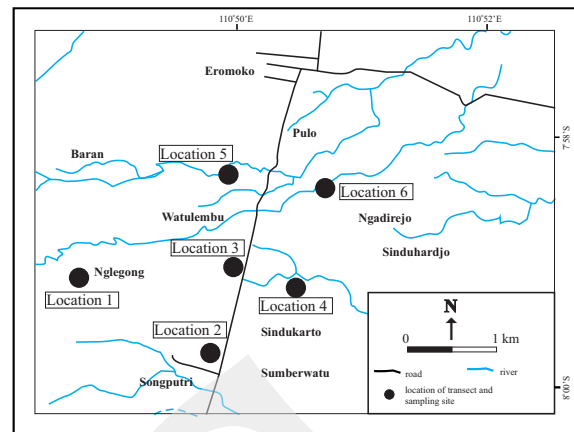 110°50'E
110°52'E
Eromoko
Pulo
7°58'S
Baran
Location 5
Location 6
Watulembu
Ngadirejo
Sinduhardjo
Location 3
Nglegong
Location 1
Location 4
Location 2
Sindukarto
Sumberwatu
Songputri
N
0 1 km
road river
location of transect and
sampling site
8°00'S